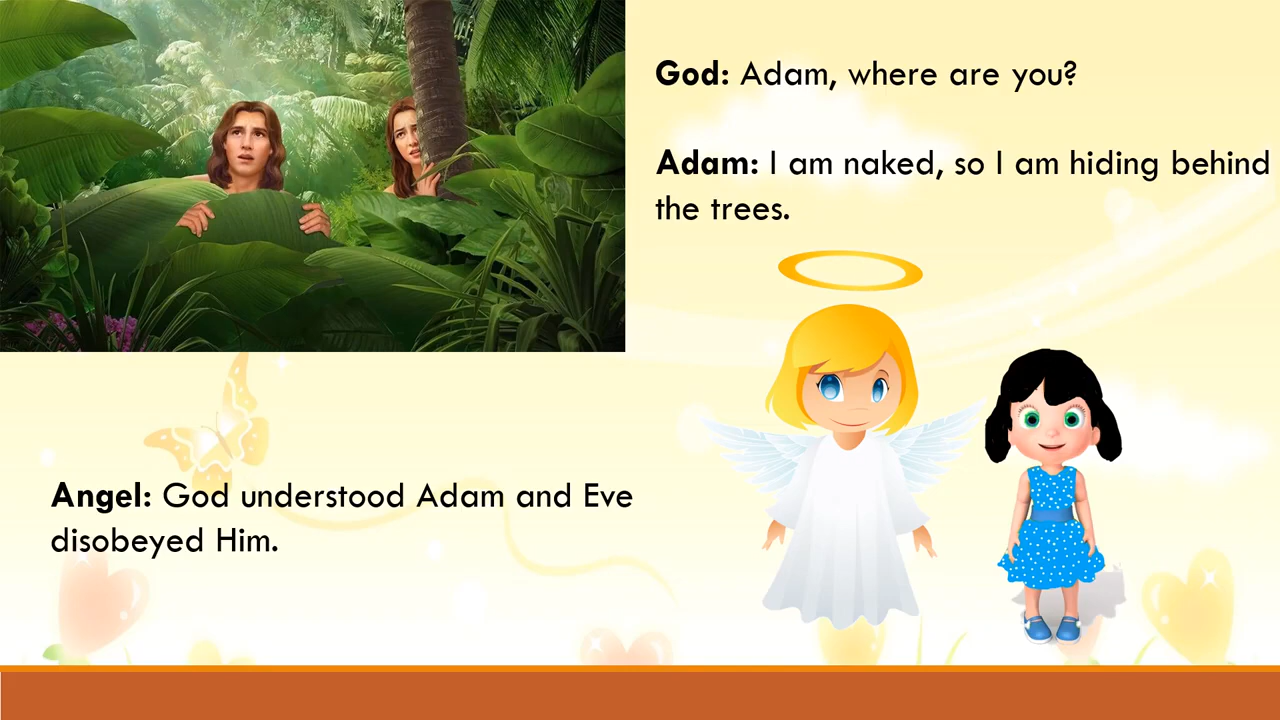 God: Adam, where are you?
Adam: I am naked, so I am hiding behind
the trees.
Angel: God understood Adam and Eve
disobeyed Him.